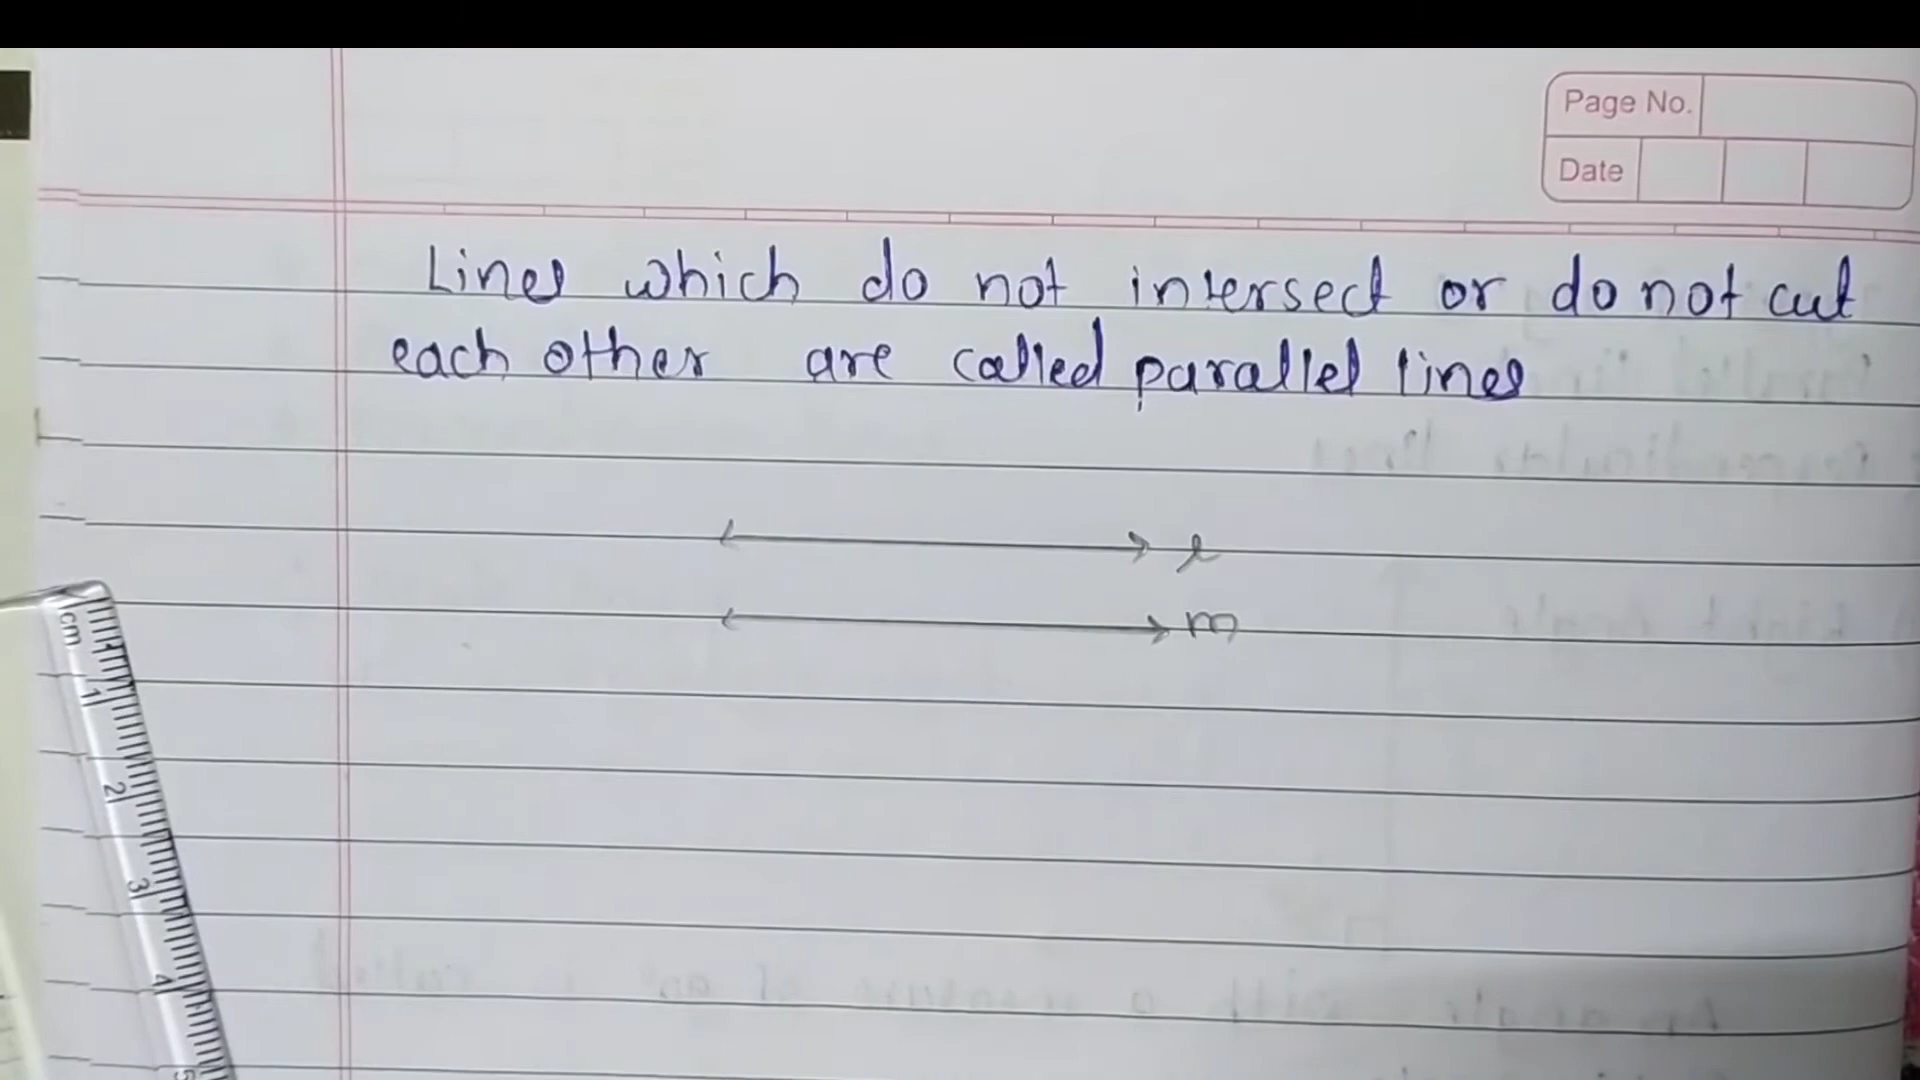 Page No.
Date
Lines which do not intersect or do not cut
each other are called parallel lines
l
m
cm
1
2
3
4
5